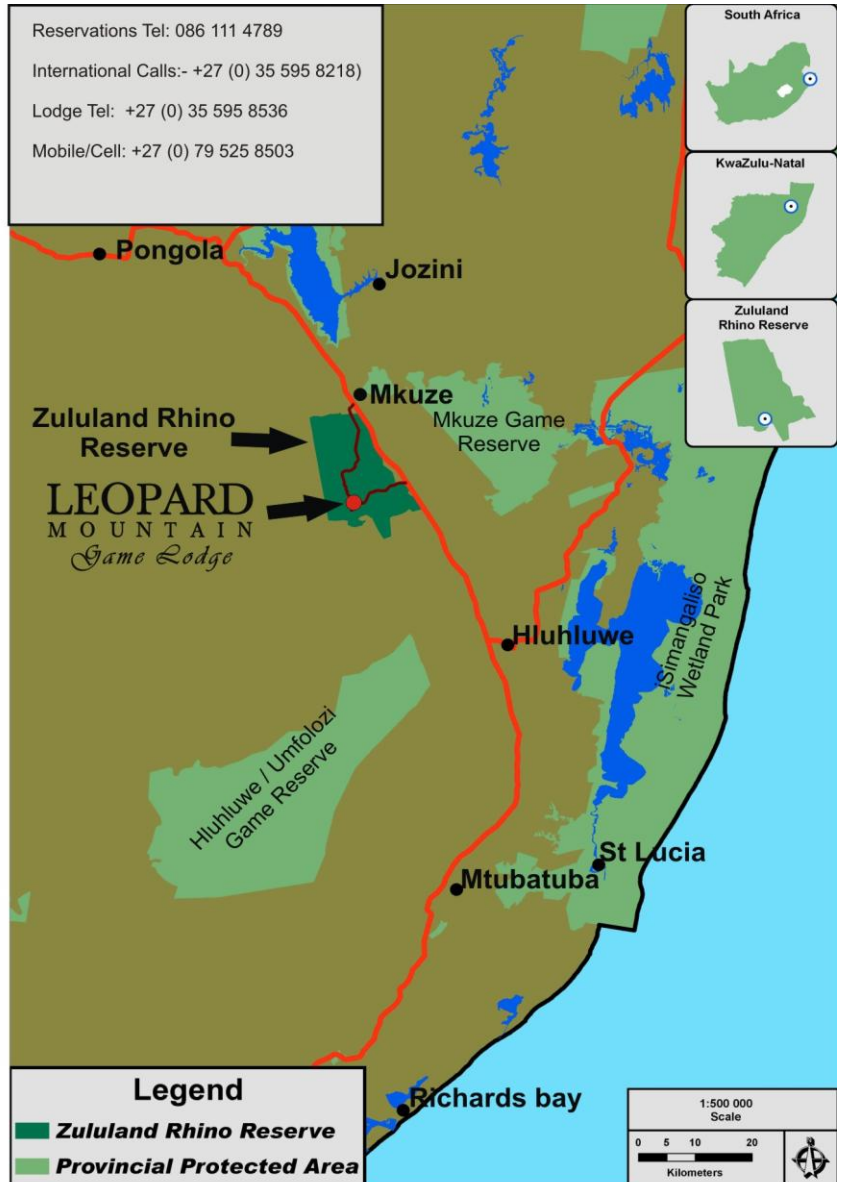 Reservations Tel: 086 111 4789
International Calls:- +27 (0) 35 595 8218)
Lodge Tel: +27 (0) 35 595 8536
Mobile/Cell: +27 (0) 79 525 8503
South Africa
KwaZulu-Natal
Zululand
Rhino Reserve
Pongola
Jozini
Mkuze
Mkuze Game
Reserve
Zululand Rhino
Reserve
LEOPARD
MOUNTAIN
Game Lodge
Hluhluwe
iSimangaliso
Wetland Park
Hluhluwe / Umfolozi
Game Reserve
St Lucia
Mtubatuba
Richards bay
Legend
Zululand Rhino Reserve
Provincial Protected Area
1:500 000
Scale
0 5 10 20
Kilometers